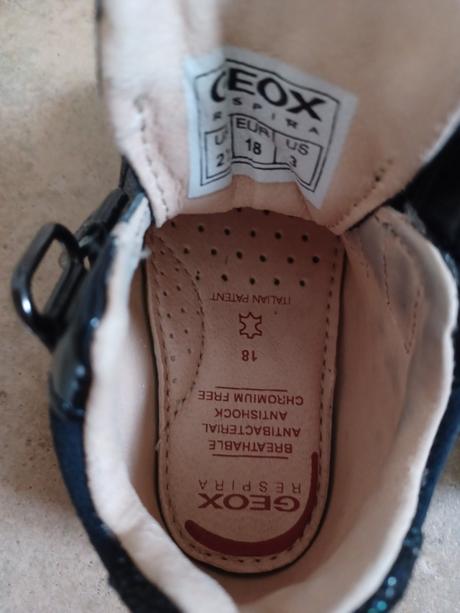 GEOX
RESPIRA
EUR US
18 3
GEOX
RESPIRA
BREATHABLE
ANTIBACTERIAL
ANTISHOCK
CHROMIUM FREE
18
ITALIAN PATENT